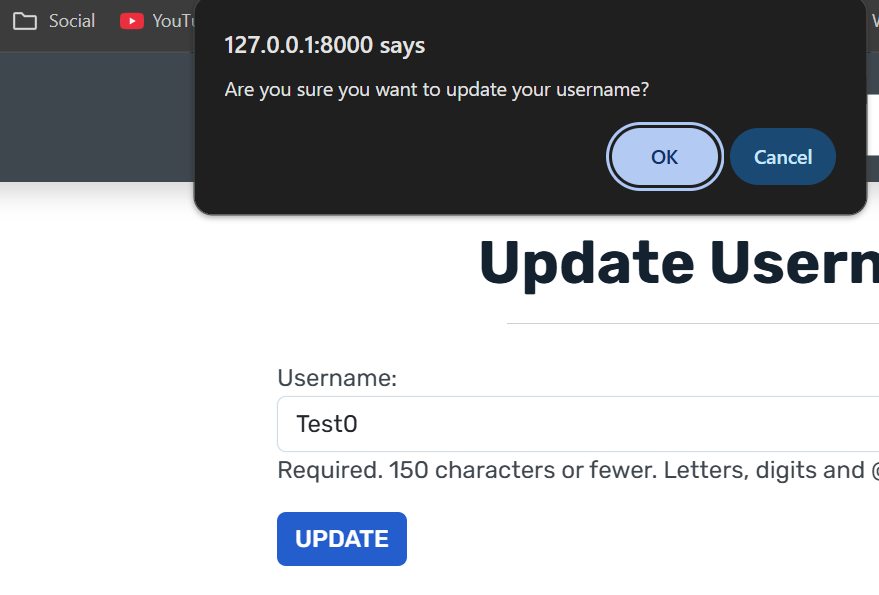 Social YouTu
127.0.0.1:8000 says
Are you sure you want to update your username?
OK Cancel
Update Usern
Username:
Test0
Required. 150 characters or fewer. Letters, digits and @
UPDATE